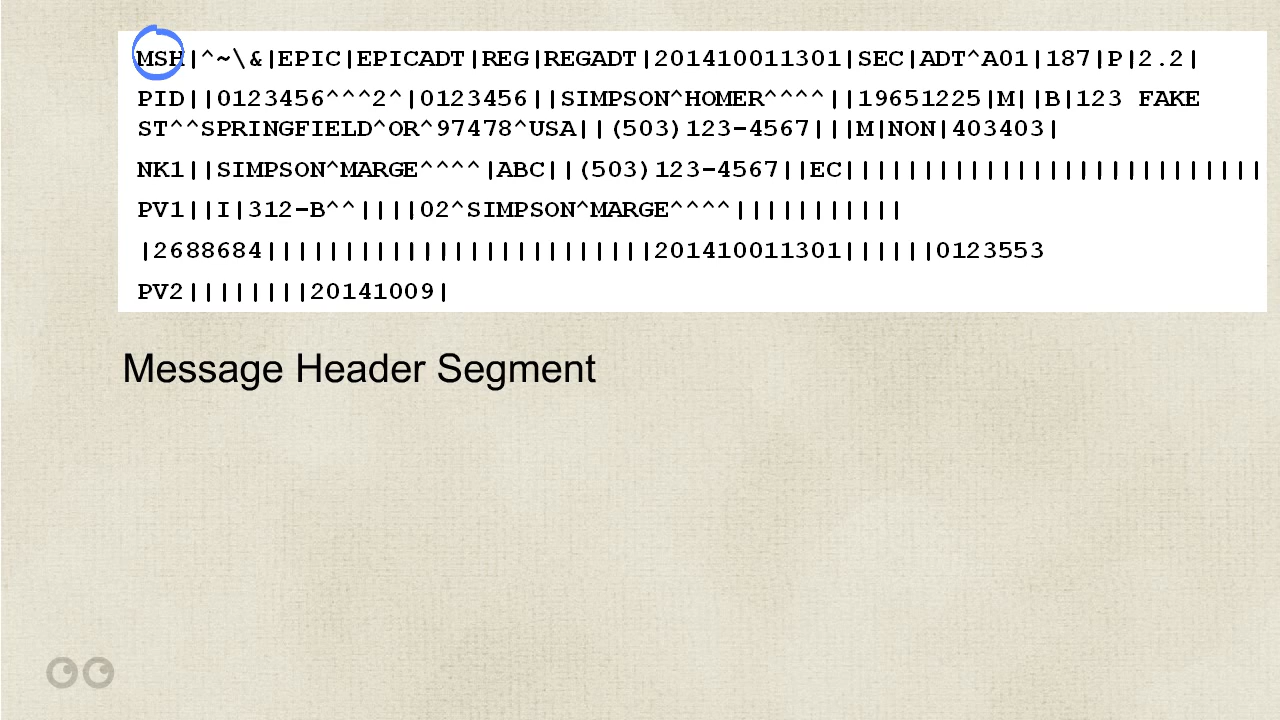 MSH|^~\&|EPIC|EPICADT|REG|REGADT|201410011301|SEC|ADT^A01|187|P|2.2|
PID||0123456^^^2^|0123456||SIMPSON^HOMER^^^^||19651225|M||B|123 FAKE
ST^^SPRINGFIELD^OR^97478^USA||(503)123-4567|||M|NON|403403|
NK1||SIMPSON^MARGE^^^^|ABC||(503)123-4567||EC|||||||||||||||||||||||||||
PV1||I|312-B^^||||02^SIMPSON^MARGE^^^^|||||||||||
|2688684|||||||||||||||||||||||||201410011301||||||0123553
PV2||||||||20141009|
Message Header Segment